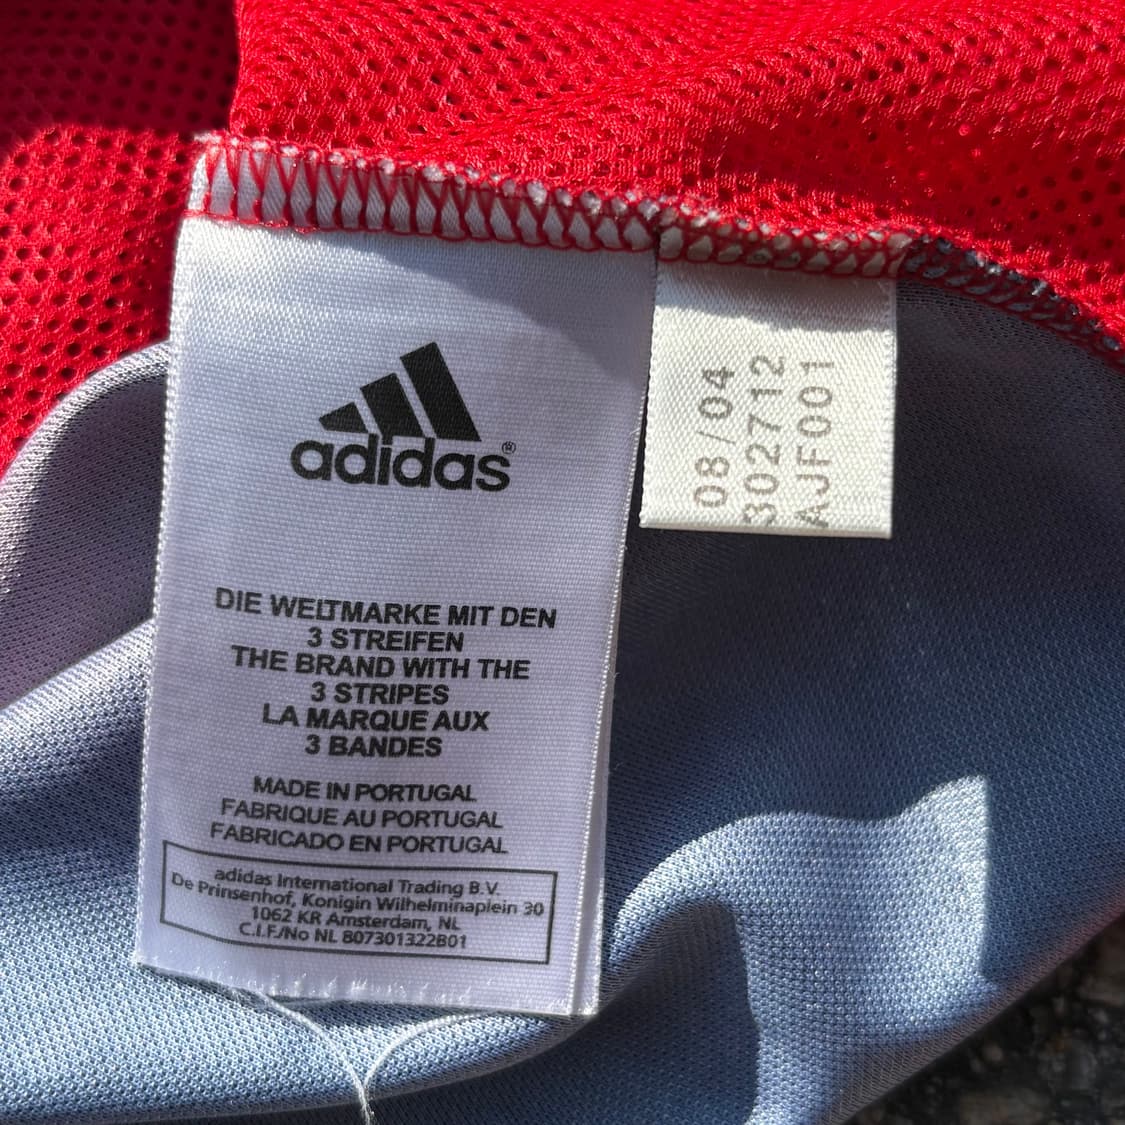 adidas®
DIE WELTMARKE MIT DEN
3 STREIFEN
THE BRAND WITH THE
3 STRIPES
LA MARQUE AUX
3 BANDES
MADE IN PORTUGAL
FABRIQUE AU PORTUGAL
FABRICADO EN PORTUGAL
adidas International Trading B.V.
De Prinsenhof, Konigin Wilhelminaplein 30
1062 KR Amsterdam, NL
C.I.F./No NL 807301322B01
08/04
302712
AJF001